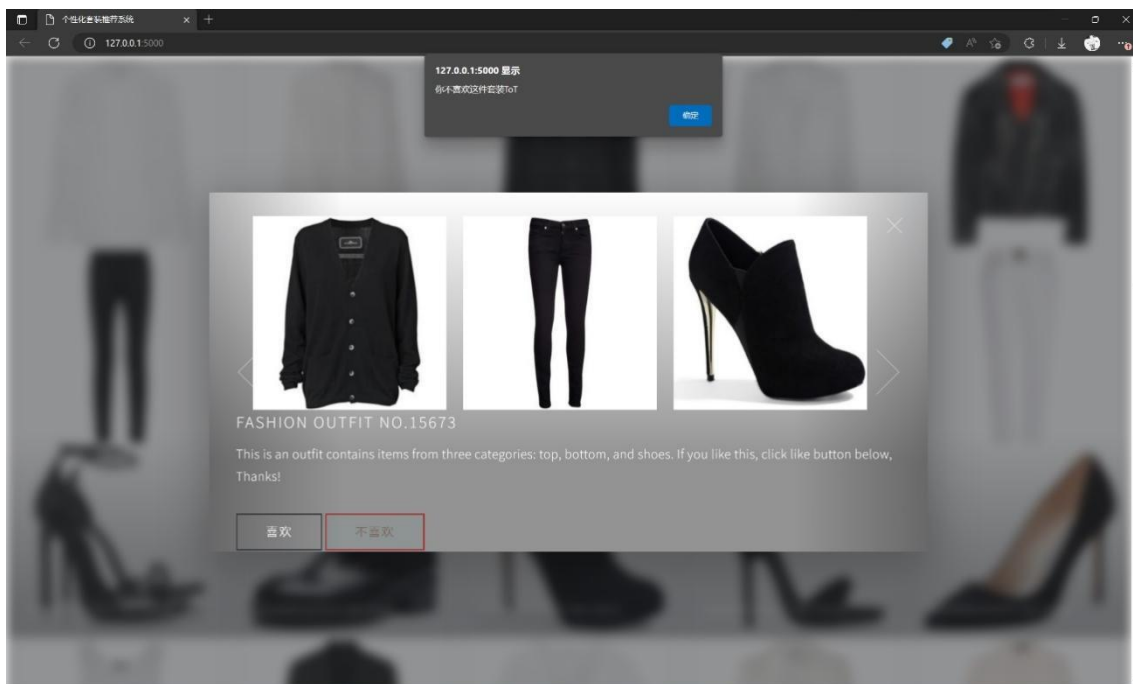 个性化套装推荐系统
127.0.0.1:5000
127.0.0.1:5000 显示
你不喜欢这件套装ToT
确定
FASHION OUTFIT NO.15673
This is an outfit contains items from three categories: top, bottom, and shoes. If you like this, click like button below,
Thanks!
喜欢 不喜欢